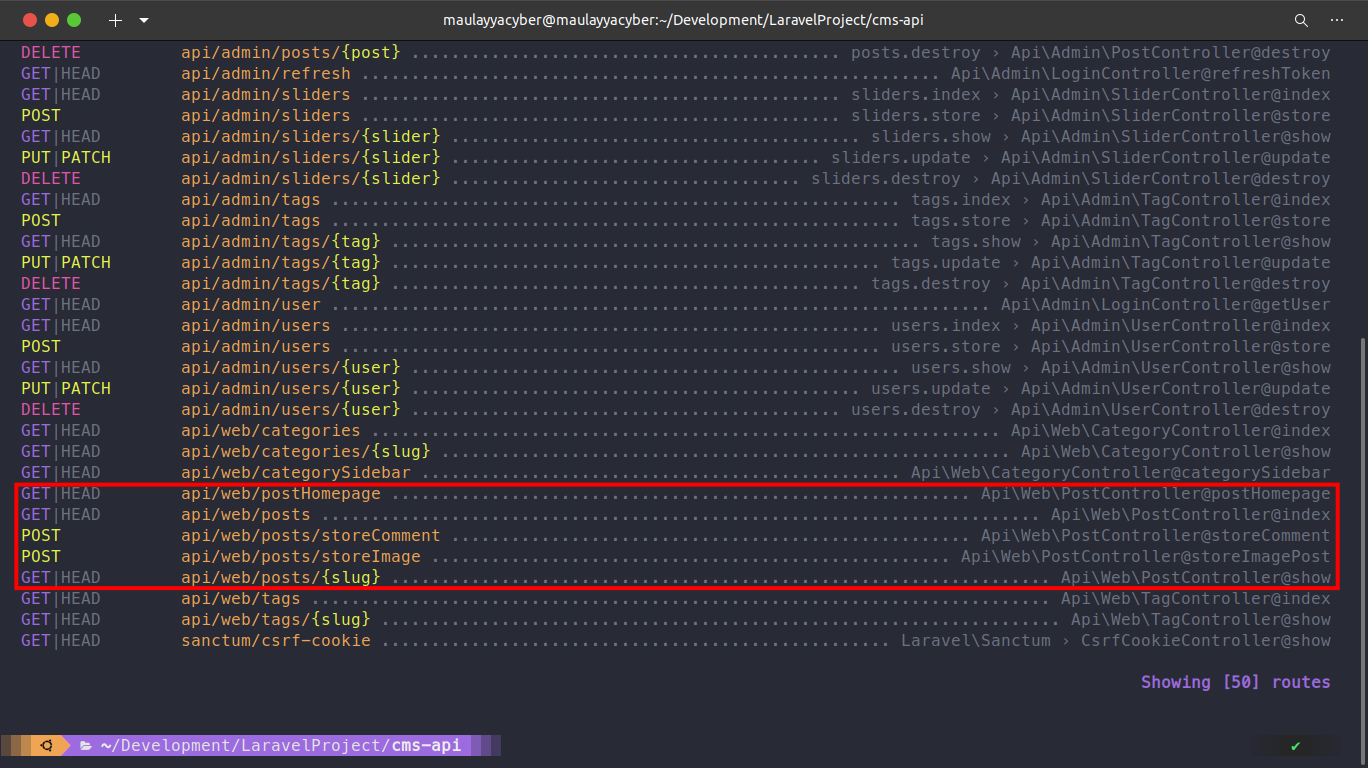 maulayyacyber@maulayyacyber:~/Development/LaravelProject/cms-api
DELETE api/admin/posts/{post} ........................................... posts.destroy › Api\Admin\PostController@destroy
GET|HEAD api/admin/refresh .......................................................... Api\Admin\LoginController@refreshToken
GET|HEAD api/admin/sliders ................................................ sliders.index › Api\Admin\SliderController@index
POST api/admin/sliders ................................................ sliders.store › Api\Admin\SliderController@store
GET|HEAD api/admin/sliders/{slider} ......................................... sliders.show › Api\Admin\SliderController@show
PUT|PATCH api/admin/sliders/{slider} ..................................... sliders.update › Api\Admin\SliderController@update
DELETE api/admin/sliders/{slider} ................................... sliders.destroy › Api\Admin\SliderController@destroy
GET|HEAD api/admin/tags ......................................................... tags.index › Api\Admin\TagController@index
POST api/admin/tags ......................................................... tags.store › Api\Admin\TagController@store
GET|HEAD api/admin/tags/{tag} ..................................................... tags.show › Api\Admin\TagController@show
PUT|PATCH api/admin/tags/{tag} ................................................. tags.update › Api\Admin\TagController@update
DELETE api/admin/tags/{tag} ............................................... tags.destroy › Api\Admin\TagController@destroy
GET|HEAD api/admin/user .................................................................. Api\Admin\LoginController@getUser
GET|HEAD api/admin/users ...................................................... users.index › Api\Admin\UserController@index
POST api/admin/users ...................................................... users.store › Api\Admin\UserController@store
GET|HEAD api/admin/users/{user} ................................................. users.show › Api\Admin\UserController@show
PUT|PATCH api/admin/users/{user} ............................................. users.update › Api\Admin\UserController@update
DELETE api/admin/users/{user} ........................................... users.destroy › Api\Admin\UserController@destroy
GET|HEAD api/web/categories ............................................................... Api\Web\CategoryController@index
GET|HEAD api/web/categories/{slug} ......................................................... Api\Web\CategoryController@show
GET|HEAD api/web/categorySidebar ................................................ Api\Web\CategoryController@categorySidebar
GET|HEAD api/web/postHomepage .......................................................... Api\Web\PostController@postHomepage
GET|HEAD api/web/posts ........................................................................ Api\Web\PostController@index
POST api/web/posts/storeComment .................................................... Api\Web\PostController@storeComment
POST api/web/posts/storeImage .................................................... Api\Web\PostController@storeImagePost
GET|HEAD api/web/posts/{slug} .................................................................. Api\Web\PostController@show
GET|HEAD api/web/tags .......................................................................... Api\Web\TagController@index
GET|HEAD api/web/tags/{slug} .................................................................... Api\Web\TagController@show
GET|HEAD sanctum/csrf-cookie ................................................... Laravel\Sanctum › CsrfCookieController@show
Showing [50] routes
~/Development/LaravelProject/cms-api